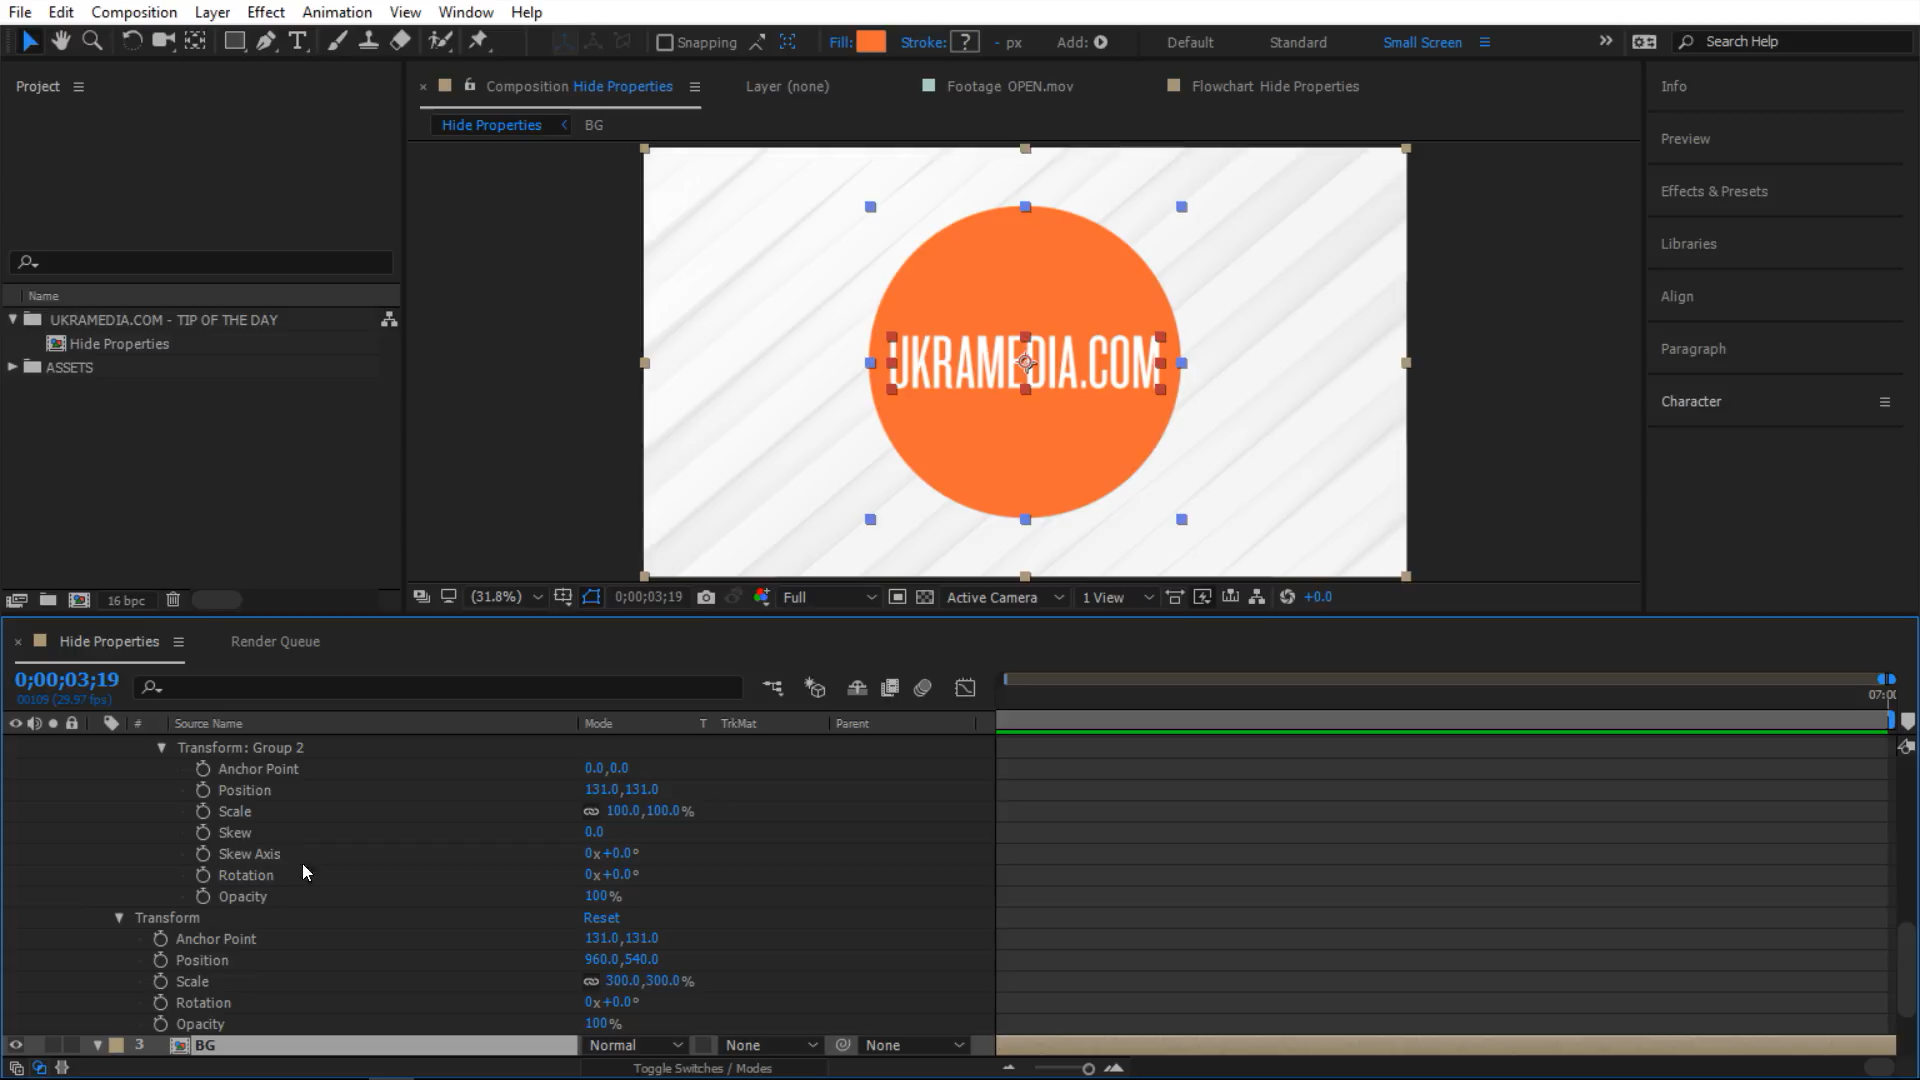 File Edit Composition Layer Effect Animation View Window Help
Snapping Fill: Stroke: ? - px Add: Default Standard Small Screen Search Help
Project
Composition Hide Properties Layer (none) Footage OPEN.mov Flowchart Hide Properties
Hide Properties BG
Info
Preview
Effects & Presets
Libraries
Align
Paragraph
Character
Name
UKRAMEDIA.COM - TIP OF THE DAY
Hide Properties
ASSETS
UKRAMEDIA.COM
16 bpc
(31.8%) 0;00;03;19 Full Active Camera 1 View +0.0
Hide Properties Render Queue
0;00;03;19
00109 (29.97 fps)
07:00
# Source Name Mode T TrkMat Parent
Transform: Group 2
Anchor Point 0.0,0.0
Position 131.0,131.0
Scale 100.0,100.0%
Skew 0.0
Skew Axis 0x+0.0°
Rotation 0x+0.0°
Opacity 100%
Transform Reset
Anchor Point 131.0,131.0
Position 960.0,540.0
Scale 300.0,300.0%
Rotation 0x+0.0°
Opacity 100%
3 BG Normal None None
Toggle Switches / Modes